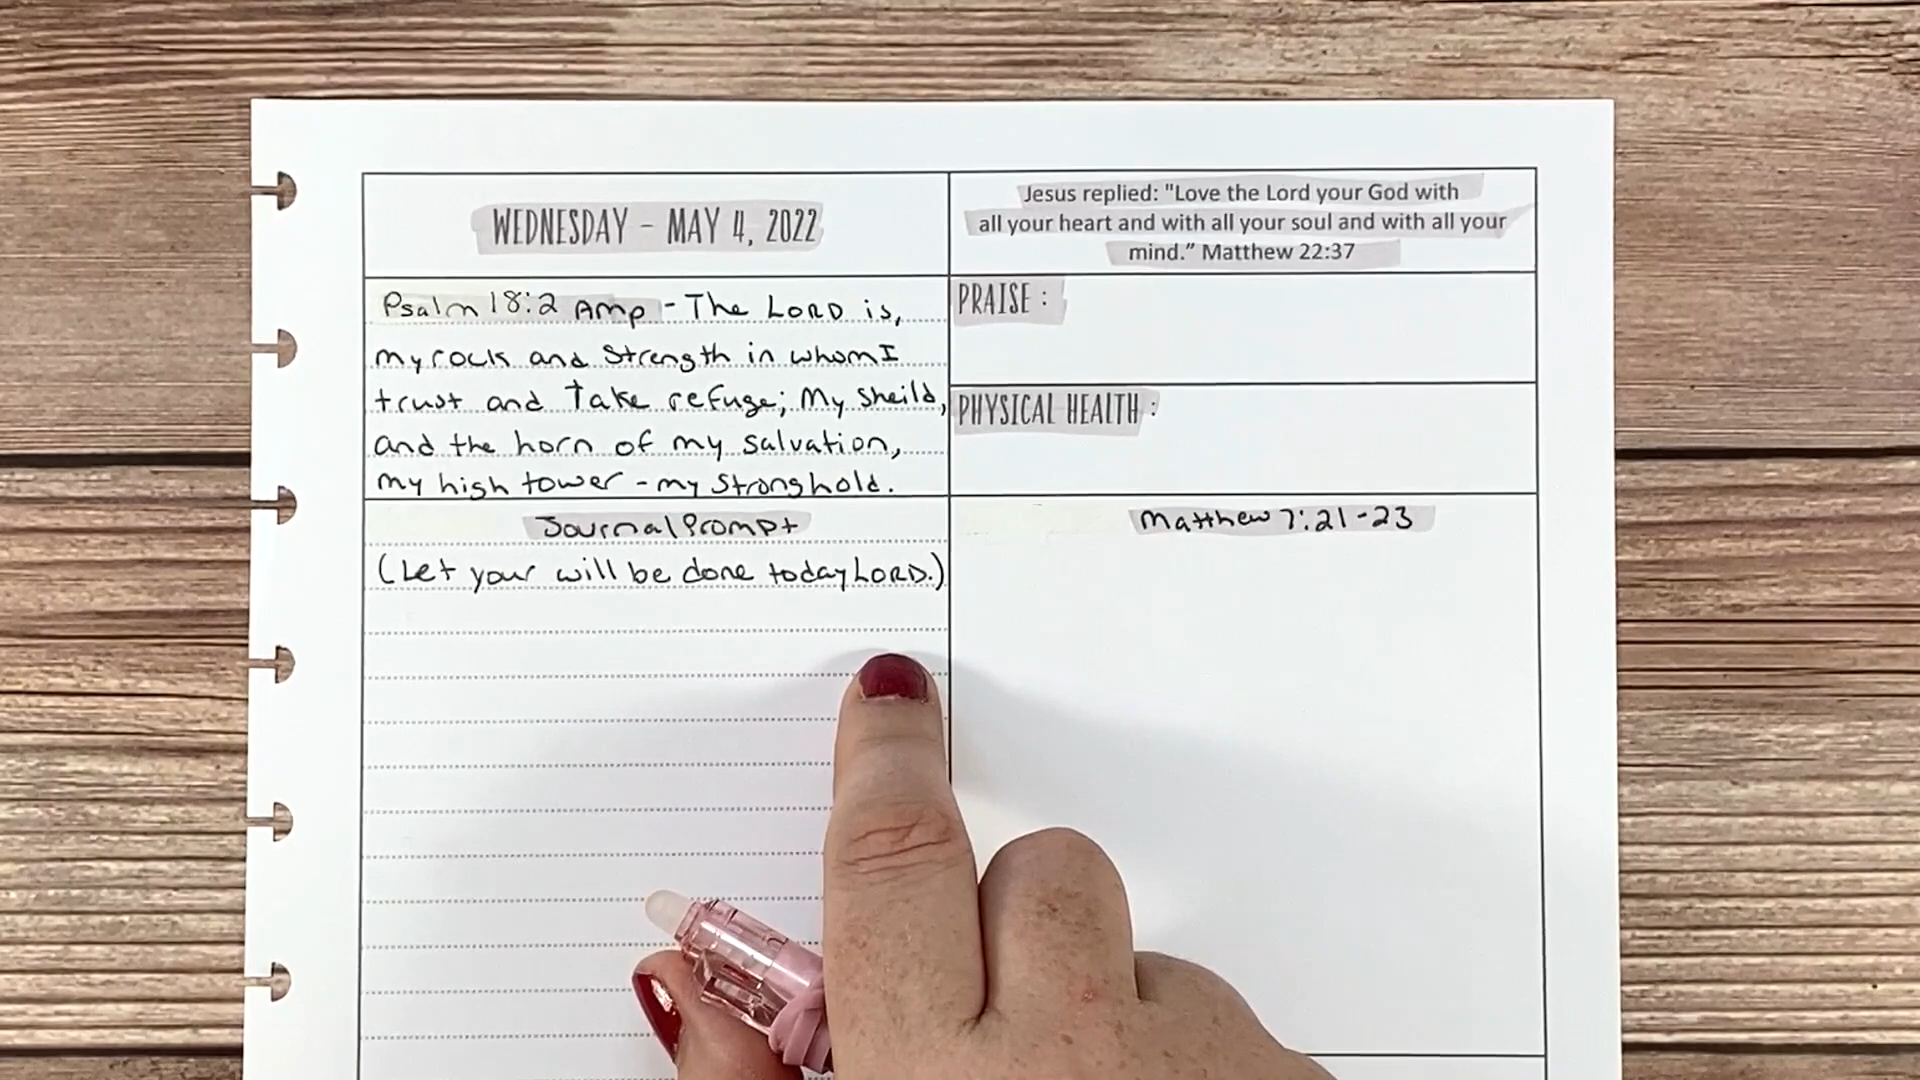 WEDNESDAY - MAY 4, 2022
Jesus replied: "Love the Lord your God with
all your heart and with all your soul and with all your
mind.” Matthew 22:37
Psalm 18:2 Amp - The LORD is,
my rock and Strength in whom I
trust and Take refuge; My Sheild,
and the horn of my salvation,
my high tower - my Stronghold.
PRAISE :
PHYSICAL HEALTH :
Journal Prompt
(Let your will be done today LORD.)
Matthew 7:21-23